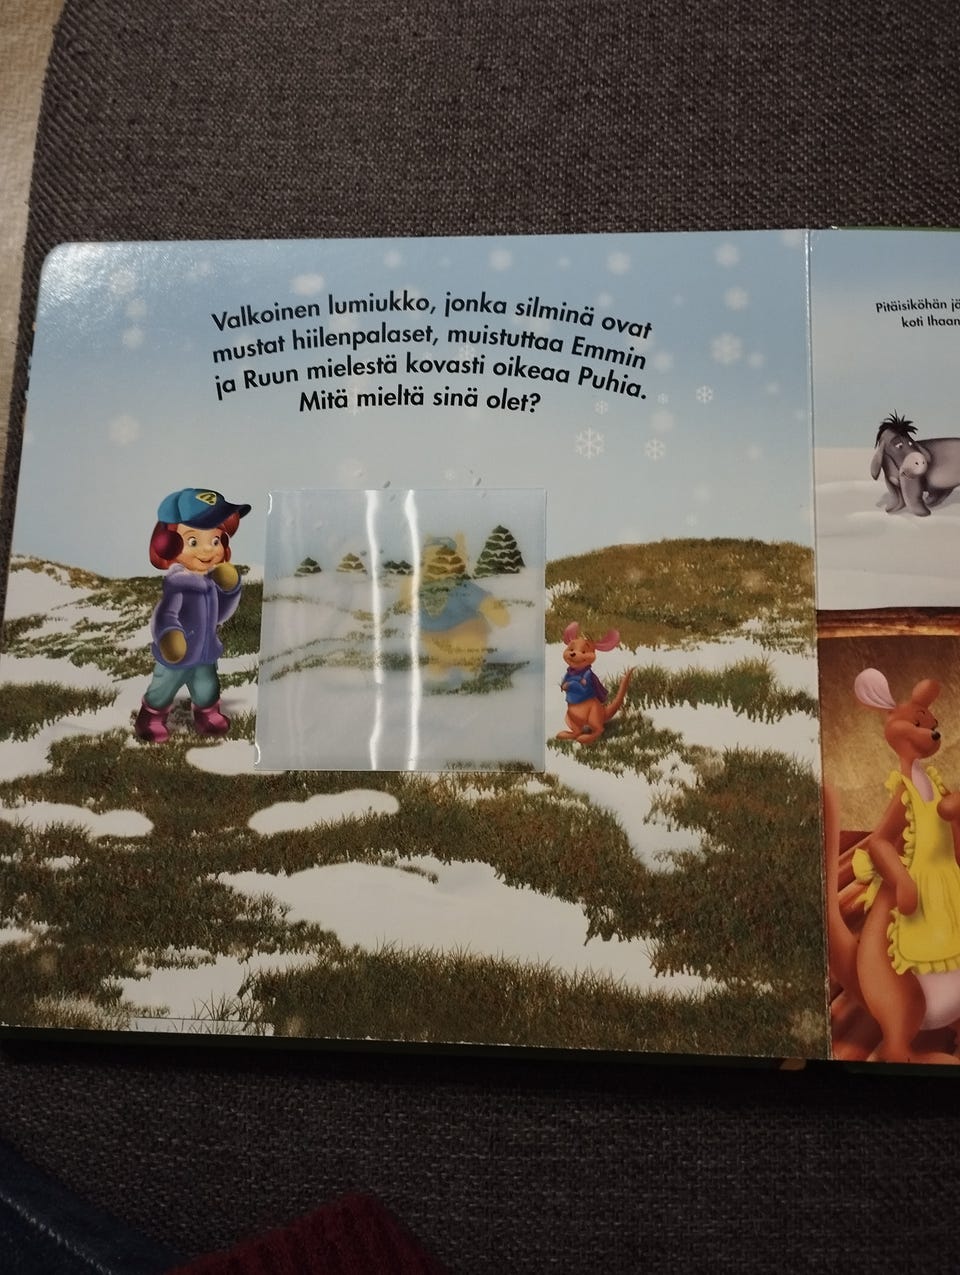 Valkoinen lumiukko, jonka silminä ovat
mustat hiilenpalaset, muistuttaa Emmin
ja Ruun mielestä kovasti oikeaa Puhia.
Mitä mieltä sinä olet?
Pitäisiköhän
koti